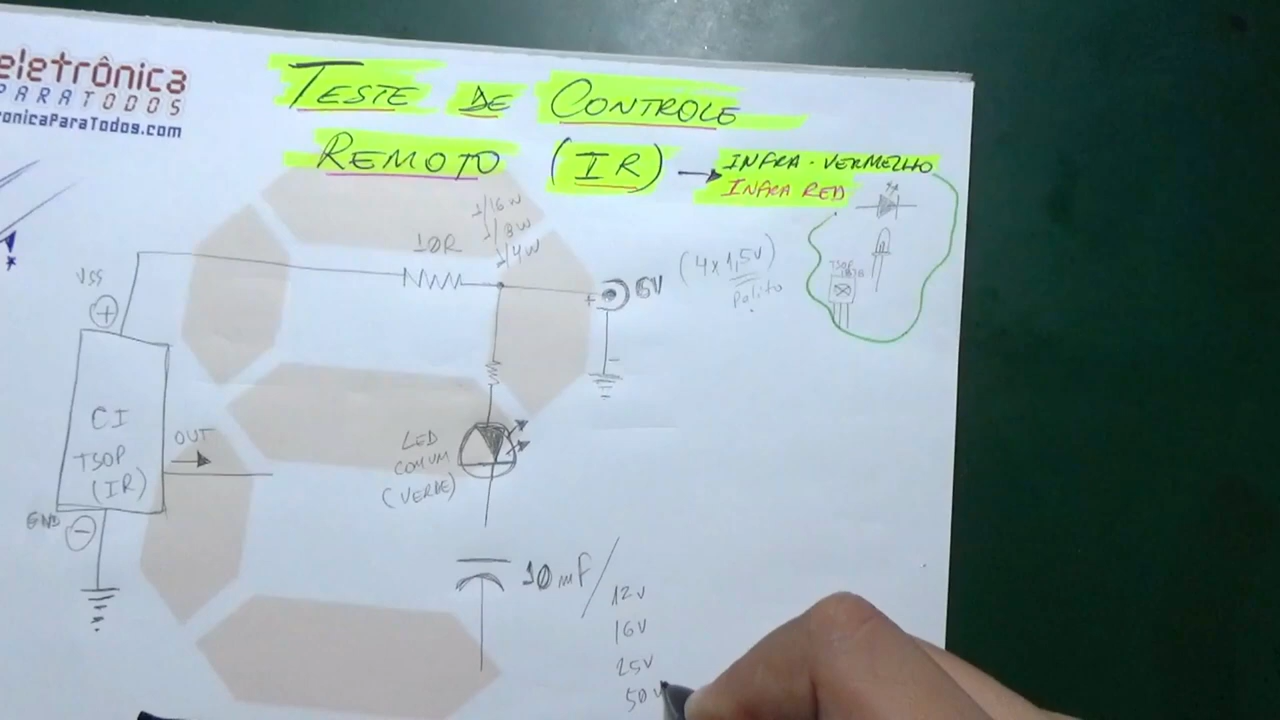 eletrônica
PARATODOS
ronicaParaTodos.com
TESTE DE CONTROLE
REMOTO (IR) → INFRA-VERMELHO
INFRA RED
1/16W
1/8W
1/4W
10R
VSS
+
+
6V
(4x1,5V)
Palito
TSOP
CI
TSOP
(IR)
OUT
GND
-
LED
COMUM
(VERDE)
10mF/
12V
16V
25V
50V